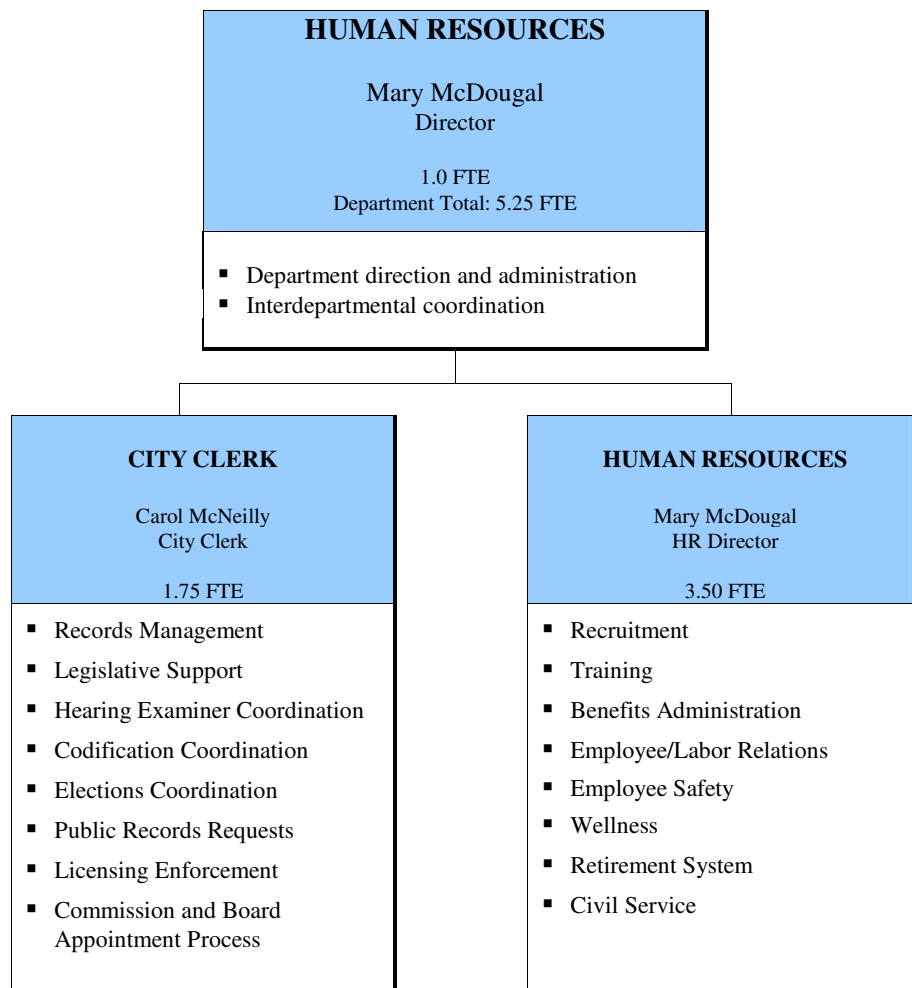 HUMAN RESOURCES
Mary McDougal
Director
1.0 FTE
Department Total: 5.25 FTE
▪ Department direction and administration
▪ Interdepartmental coordination
CITY CLERK
Carol McNeilly
City Clerk
1.75 FTE
▪ Records Management
▪ Legislative Support
▪ Hearing Examiner Coordination
▪ Codification Coordination
▪ Elections Coordination
▪ Public Records Requests
▪ Licensing Enforcement
▪ Commission and Board
Appointment Process
HUMAN RESOURCES
Mary McDougal
HR Director
3.50 FTE
▪ Recruitment
▪ Training
▪ Benefits Administration
▪ Employee/Labor Relations
▪ Employee Safety
▪ Wellness
▪ Retirement System
▪ Civil Service